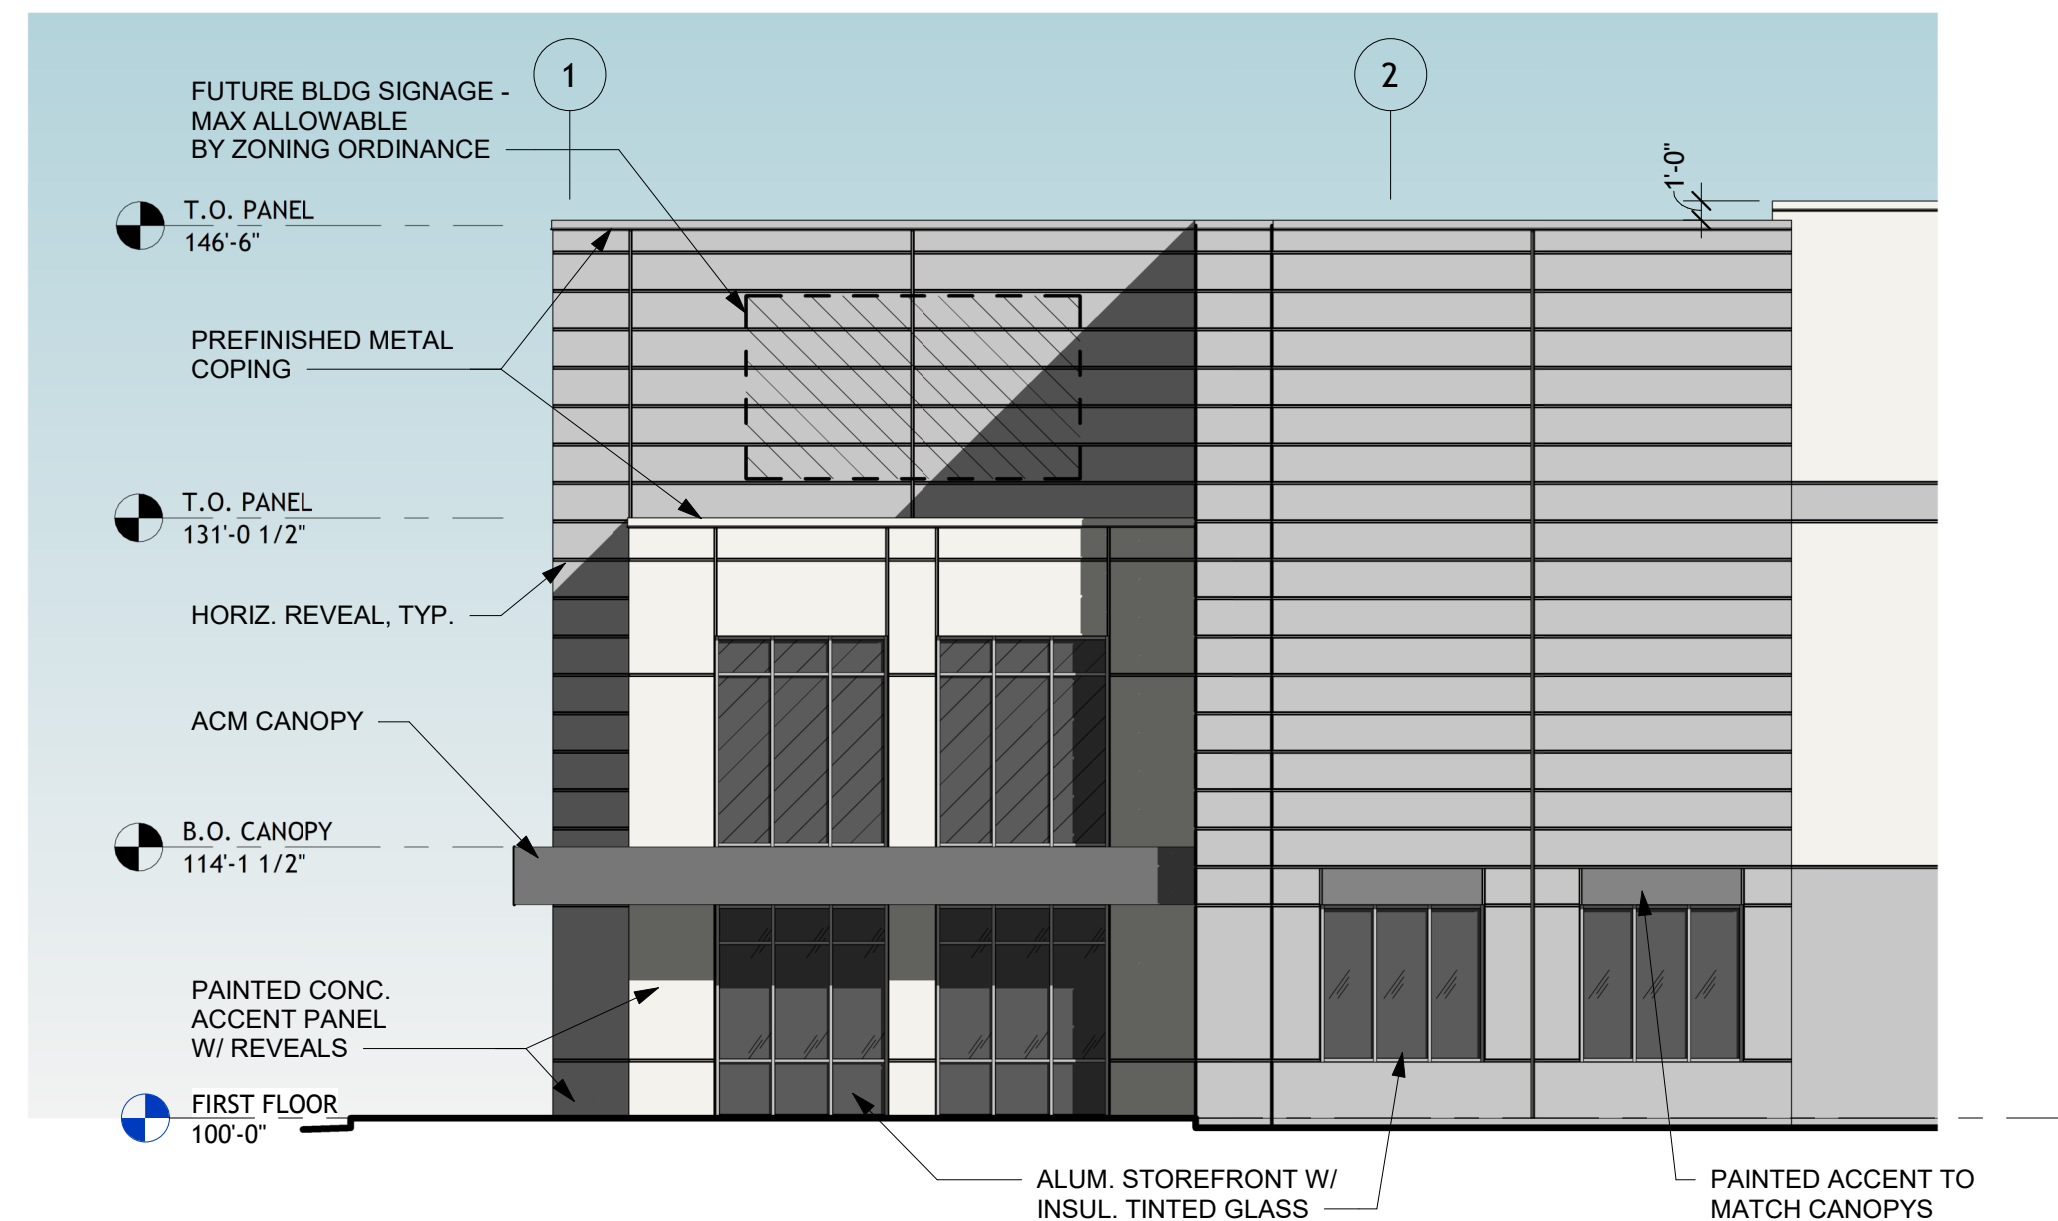 1
2
FUTURE BLDG SIGNAGE -
MAX ALLOWABLE
BY ZONING ORDINANCE
1'-0"
T.O. PANEL
146'-6"
PREFINISHED METAL
COPING
T.O. PANEL
131'-0 1/2"
HORIZ. REVEAL, TYP.
ACM CANOPY
B.O. CANOPY
114'-1 1/2"
PAINTED CONC.
ACCENT PANEL
W/ REVEALS
FIRST FLOOR
100'-0"
ALUM. STOREFRONT W/
INSUL. TINTED GLASS
PAINTED ACCENT TO
MATCH CANOPYS